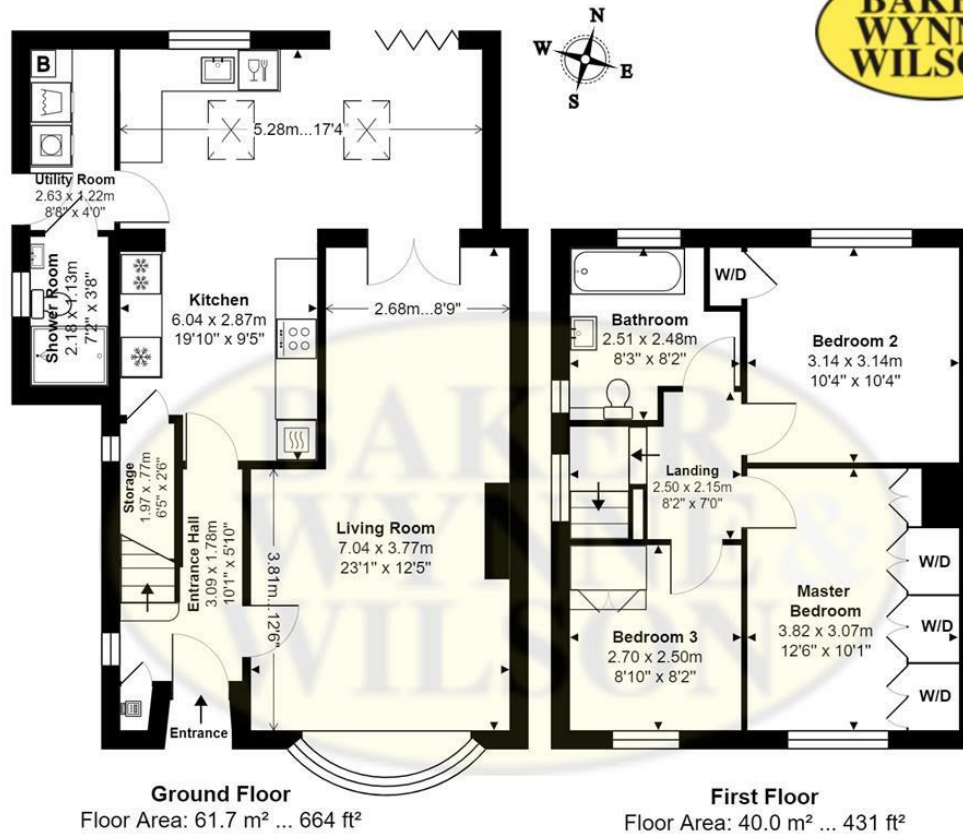 BAKER
WYNNE
WILSON
N
W
E
S
B
5.28m...17'4"
Utility Room
2.63 x 1.22m
8'8" x 4'0"
Shower Room
2.18 x 1.13m
7'2" x 3'8"
Kitchen
6.04 x 2.87m
19'10" x 9'5"
2.68m...8'9"
Storage
1.97 x .77m
6'5" x 2'6"
Entrance Hall
3.09 x 1.78m
10'1" x 5'10"
3.81m...12'6"
Living Room
7.04 x 3.77m
23'1" x 12'5"
Entrance
W/D
Bathroom
2.51 x 2.48m
8'3" x 8'2"
Bedroom 2
3.14 x 3.14m
10'4" x 10'4"
Landing
2.50 x 2.15m
8'2" x 7'0"
Bedroom 3
2.70 x 2.50m
8'10" x 8'2"
Master
Bedroom
3.82 x 3.07m
12'6" x 10'1"
W/D
W/D
W/D
BAKER
WYNNE &
WILSON
Ground Floor
Floor Area: 61.7 m² ... 664 ft²
First Floor
Floor Area: 40.0 m² ... 431 ft²